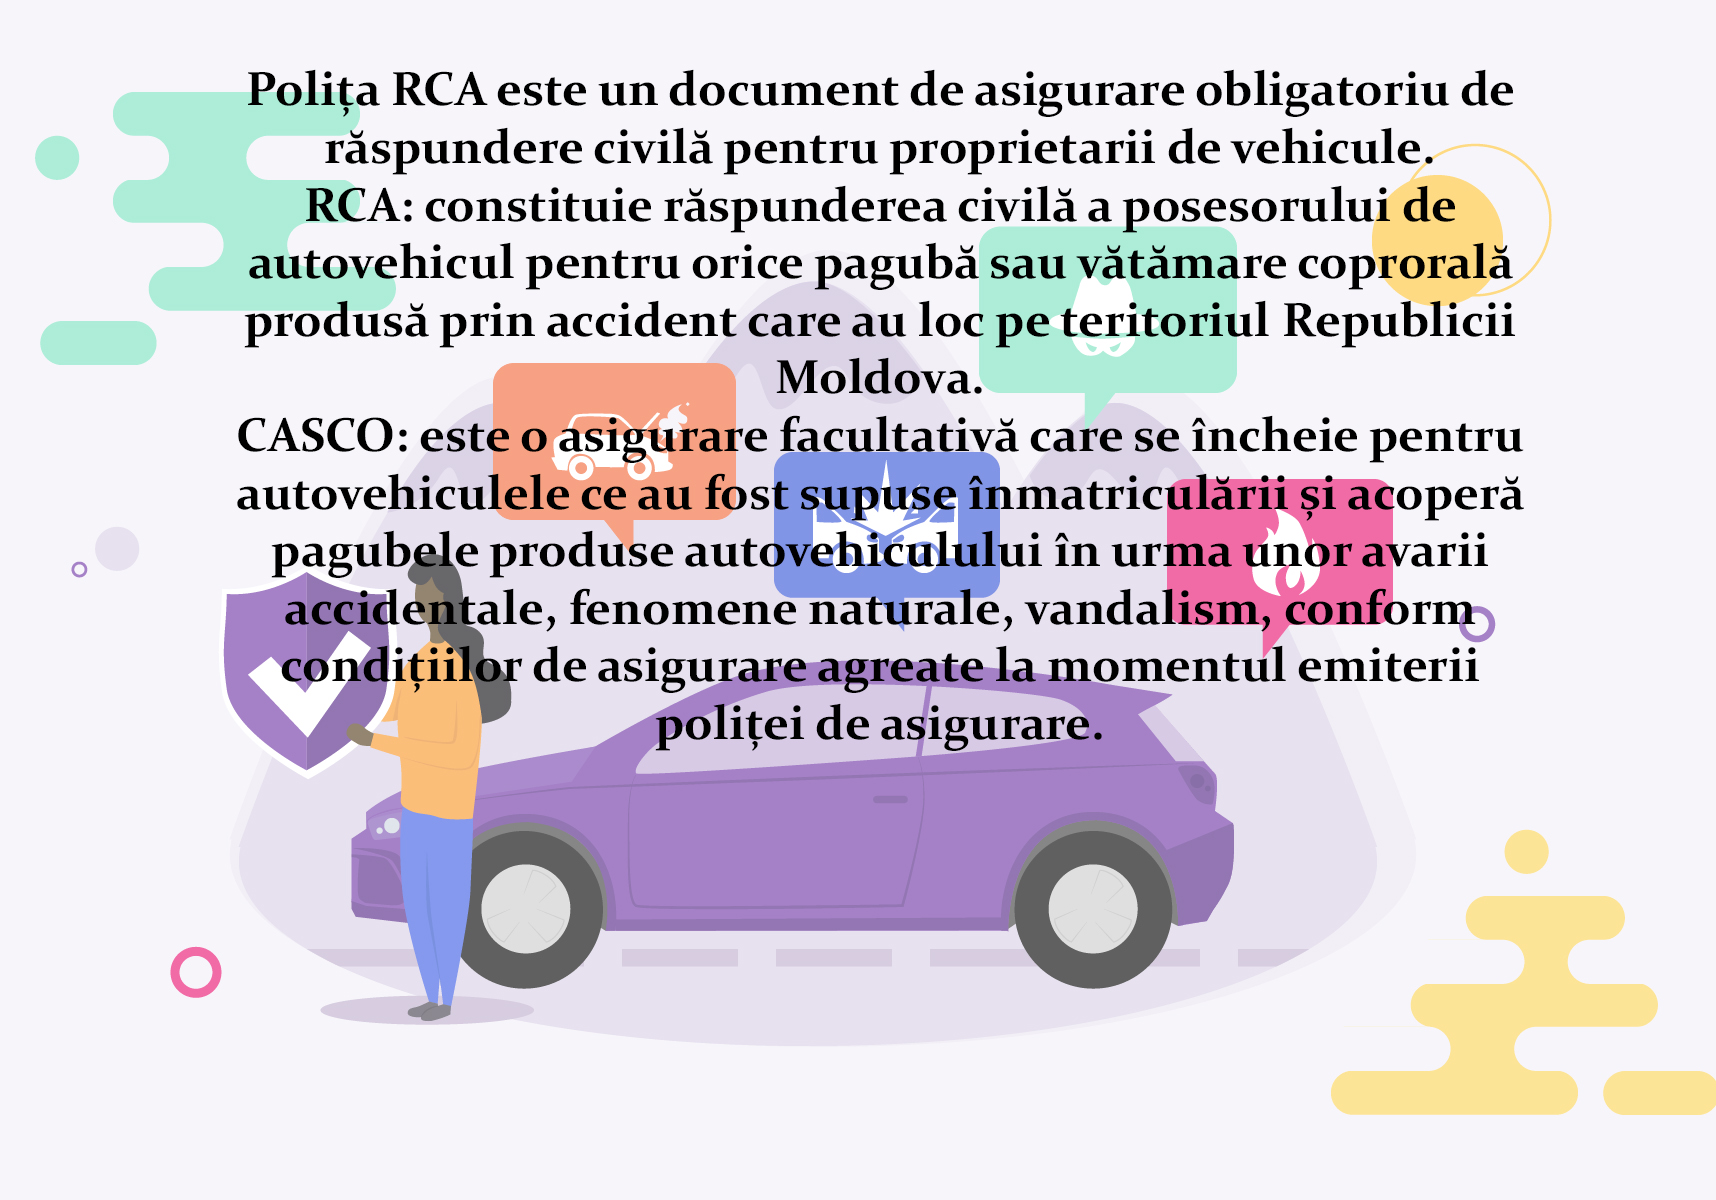 Polița RCA este un document de asigurare obligatoriu de
răspundere civilă pentru proprietarii de vehicule.
RCA: constituie răspunderea civilă a posesorului de
autovehicul pentru orice pagubă sau vătămare coprorală
produsă prin accident care au loc pe teritoriul Republicii
Moldova.
CASCO: este o asigurare facultativă care se încheie pentru
autovehiculele ce au fost supuse înmatriculării și acoperă
pagubele produse autovehiculului în urma unor avarii
accidentale, fenomene naturale, vandalism, conform
condițiilor de asigurare agreate la momentul emiterii
poliței de asigurare.